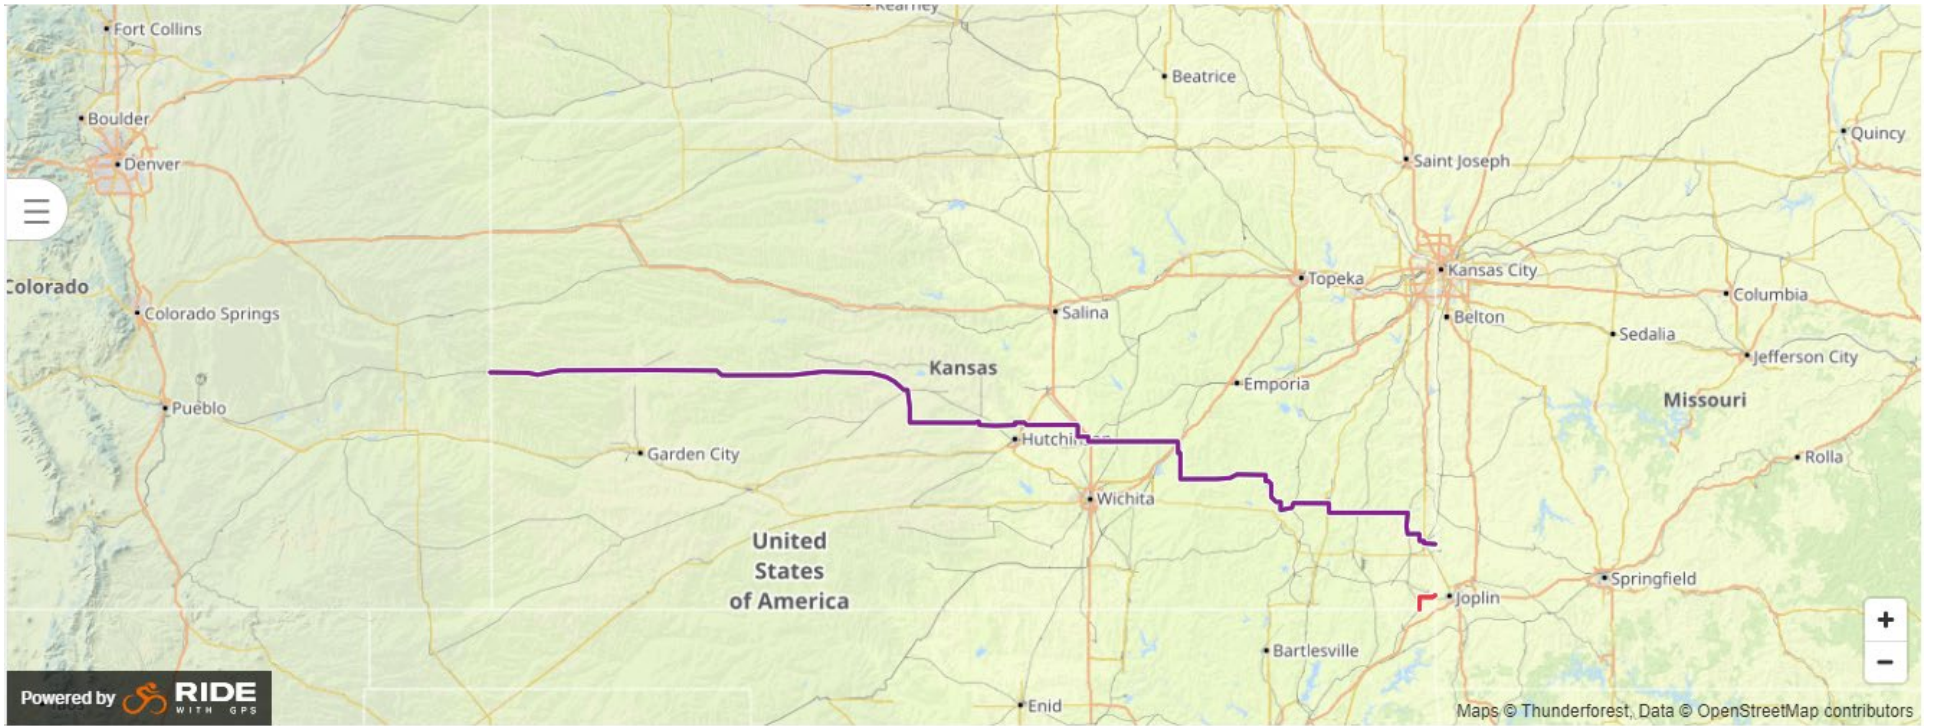 Kearney
Fort Collins
Beatrice
Boulder
Quincy
Denver
Saint Joseph
Kansas City
Topeka
Colorado
Columbia
Colorado Springs
Salina
Belton
Sedalia
Jefferson City
Kansas
Emporia
Missouri
Pueblo
Hutchinson
Garden City
Rolla
Wichita
United
States
of America
Springfield
Joplin
+
Bartlesville
−
Powered by RIDE
WITH GPS
Enid
Maps © Thunderforest, Data © OpenStreetMap contributors